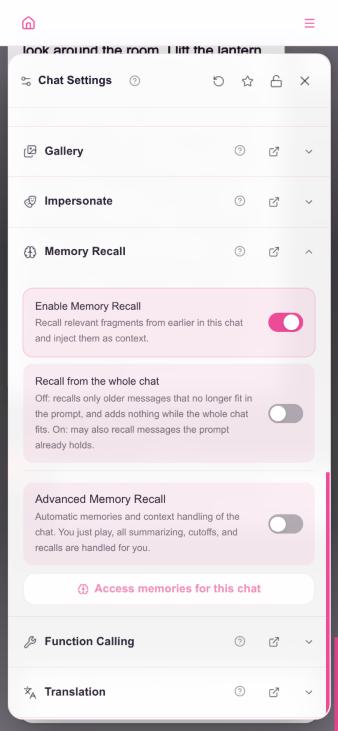 look around the room. I lift the lantern
Chat Settings
Gallery
Impersonate
Memory Recall
Enable Memory Recall
Recall relevant fragments from earlier in this chat
and inject them as context.
Recall from the whole chat
Off: recalls only older messages that no longer fit in
the prompt, and adds nothing while the whole chat
fits. On: may also recall messages the prompt
already holds.
Advanced Memory Recall
Automatic memories and context handling of the
chat. You just play, all summarizing, cutoffs, and
recalls are handled for you.
Access memories for this chat
Function Calling
Translation